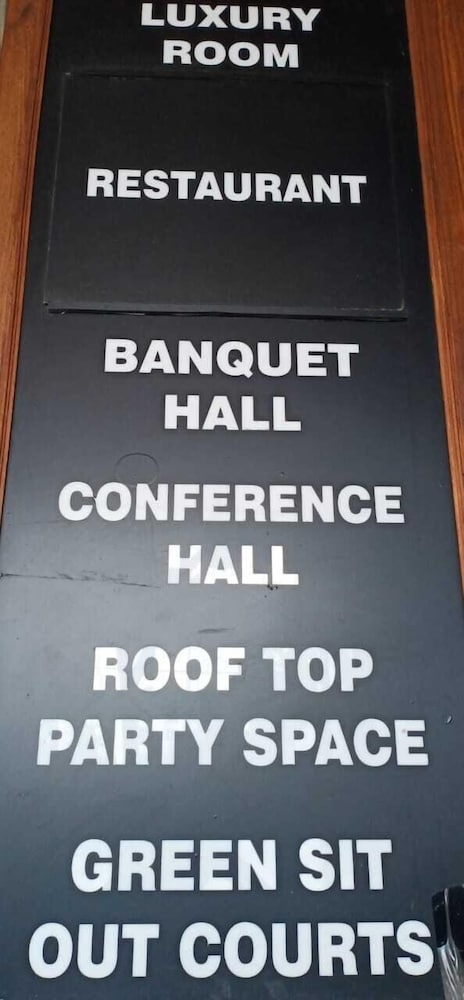 LUXURY
ROOM
RESTAURANT
BANQUET
HALL
CONFERENCE
HALL
ROOF TOP
PARTY SPACE
GREEN SIT
OUT COURTS